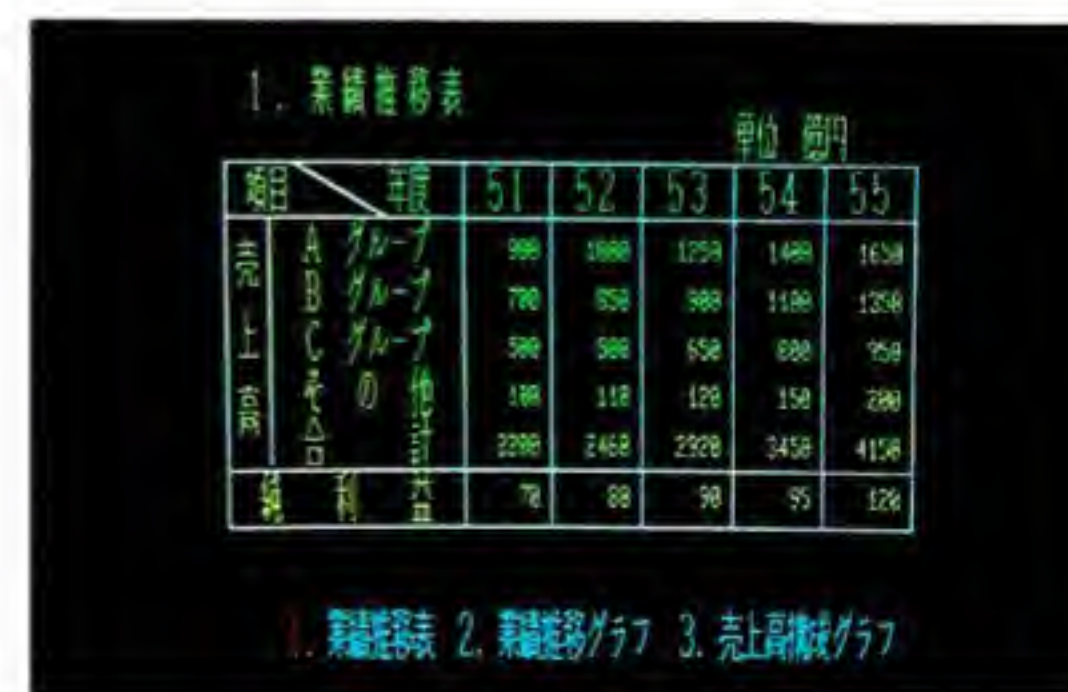 1. 業績推移表
単位 億円
項目 年度 51 52 53 54 55
売上高
A グループ 900 1000 1250 1400 1650
B グループ 700 850 900 1100 1350
C グループ 500 500 650 800 950
その他 100 110 120 150 200
合計 2200 2460 2920 3450 4150
純利益 70 80 90 95 120
1. 業績推移表 2. 業績推移グラフ 3. 売上高構成グラフ